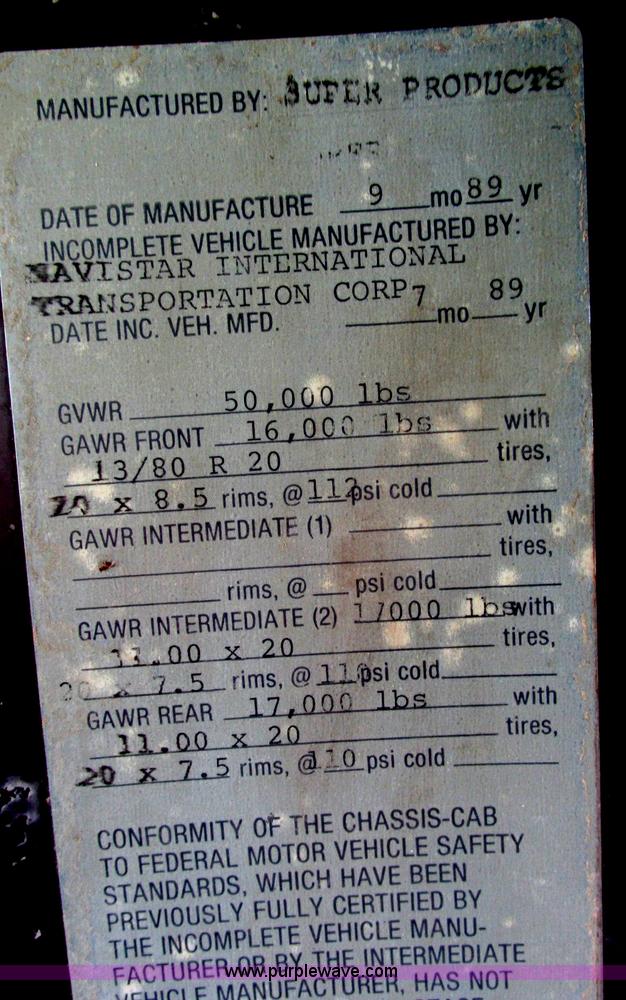 MANUFACTURED BY: SUPER PRODUCTS
DATE OF MANUFACTURE 9 mo 89 yr
INCOMPLETE VEHICLE MANUFACTURED BY:
NAVISTAR INTERNATIONAL
TRANSPORTATION CORP 7 89
DATE INC. VEH. MFD. mo yr
GVWR 50,000 lbs
GAWR FRONT 16,000 lbs with
13/80 R 20 tires,
20 x 8.5 rims, @ 112 psi cold
GAWR INTERMEDIATE (1) with
tires,
rims, @ psi cold
GAWR INTERMEDIATE (2) 17000 lbs with
11.00 x 20 tires,
20 x 7.5 rims, @ 110 psi cold
GAWR REAR 17,000 lbs with
11.00 x 20 tires,
20 x 7.5 rims, @ 110 psi cold
CONFORMITY OF THE CHASSIS-CAB
TO FEDERAL MOTOR VEHICLE SAFETY
STANDARDS, WHICH HAVE BEEN
PREVIOUSLY FULLY CERTIFIED BY
THE INCOMPLETE VEHICLE MANU-
FACTURER OR BY THE INTERMEDIATE
www.purplewave.com
VEHICLE MANUFACTURER, HAS NOT